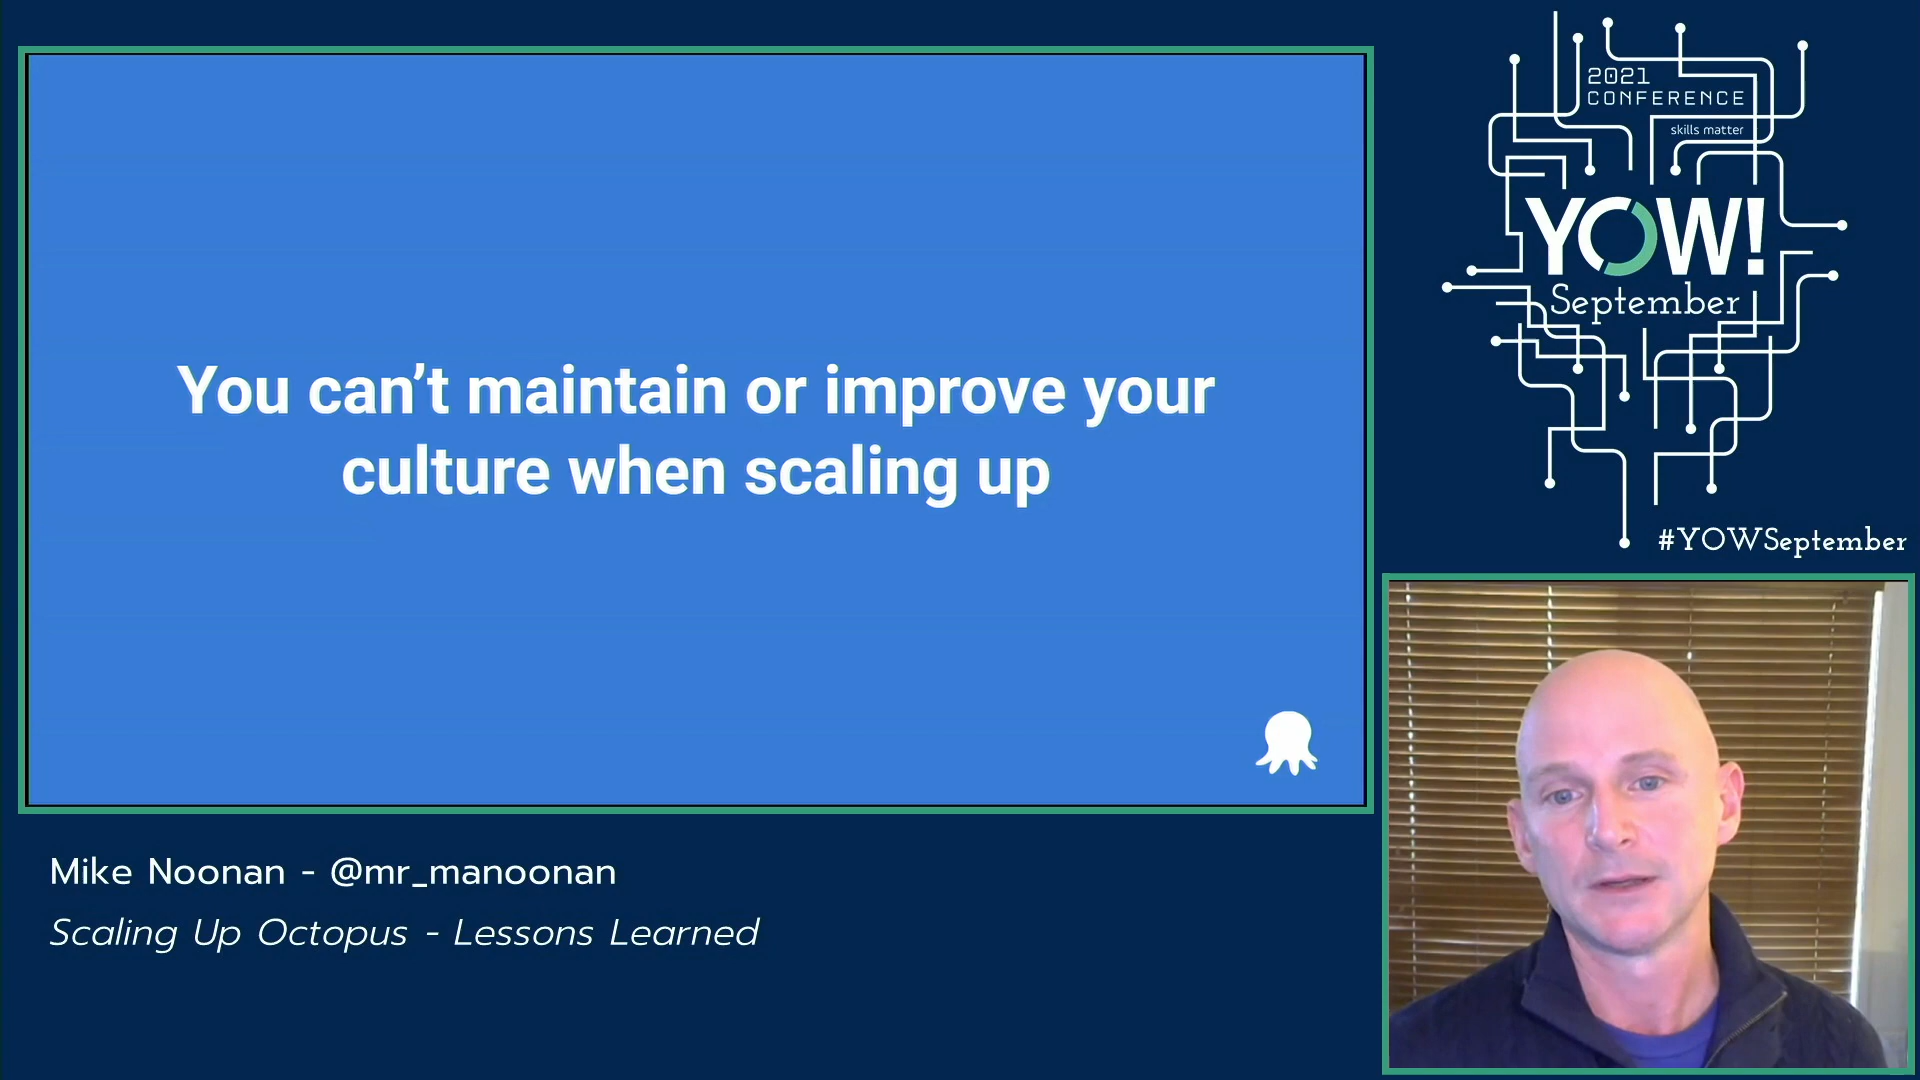 You can’t maintain or improve your
culture when scaling up
2021
CONFERENCE
skills matter
YOW!
September
#YOWSeptember
Mike Noonan - @mr_manoonan
Scaling Up Octopus - Lessons Learned